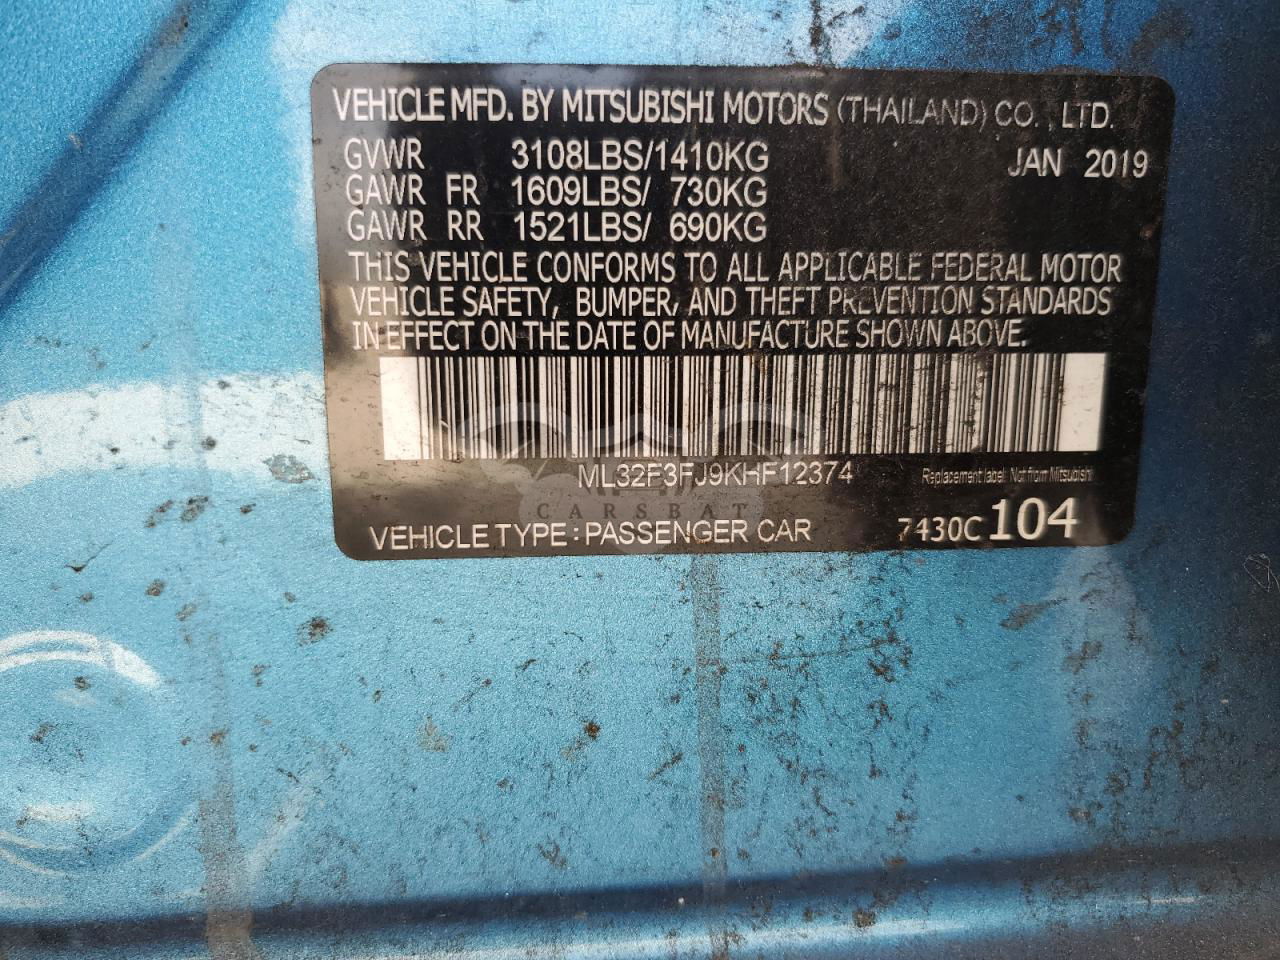 VEHICLE MFD. BY MITSUBISHI MOTORS (THAILAND) CO., LTD.
GVWR 3108LBS/1410KG JAN 2019
GAWR FR 1609LBS/ 730KG
GAWR RR 1521LBS/ 690KG
THIS VEHICLE CONFORMS TO ALL APPLICABLE FEDERAL MOTOR
VEHICLE SAFETY, BUMPER, AND THEFT PREVENTION STANDARDS
IN EFFECT ON THE DATE OF MANUFACTURE SHOWN ABOVE.
ML32F3FJ9KHF12374 Replacement label. Not from Mitsubishi
CARSBAT
VEHICLE TYPE : PASSENGER CAR 7430C 104